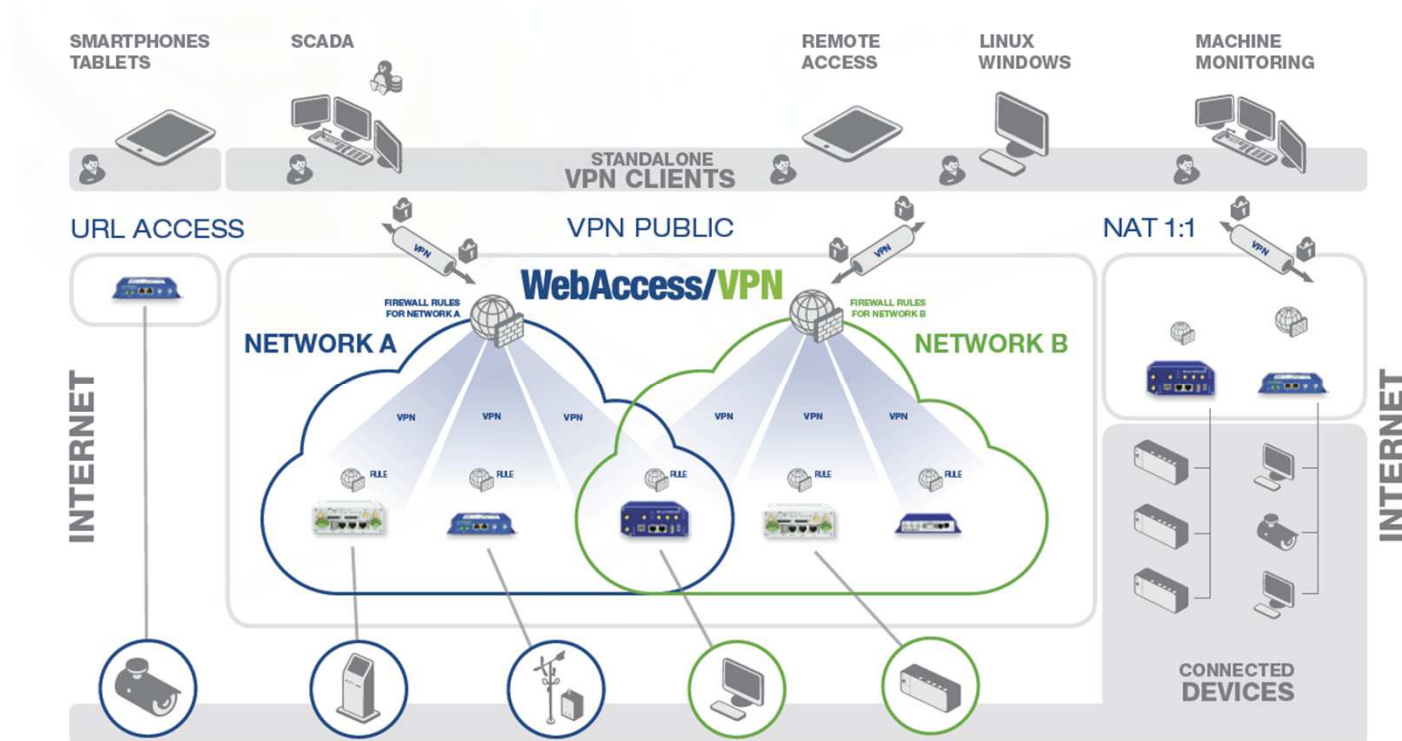 SMARTPHONES
TABLETS
SCADA
REMOTE
ACCESS
LINUX
WINDOWS
MACHINE
MONITORING
STANDALONE
VPN CLIENTS
URL ACCESS
VPN PUBLIC
NAT 1:1
VPN
VPN
VPN
WebAccess/VPN
FIREWALL RULES
FOR NETWORK A
FIREWALL RULES
FOR NETWORK B
NETWORK A
NETWORK B
INTERNET
INTERNET
VPN
VPN
VPN
VPN
VPN
VPN
RULE
RULE
RULE
RULE
RULE
CONNECTED
DEVICES